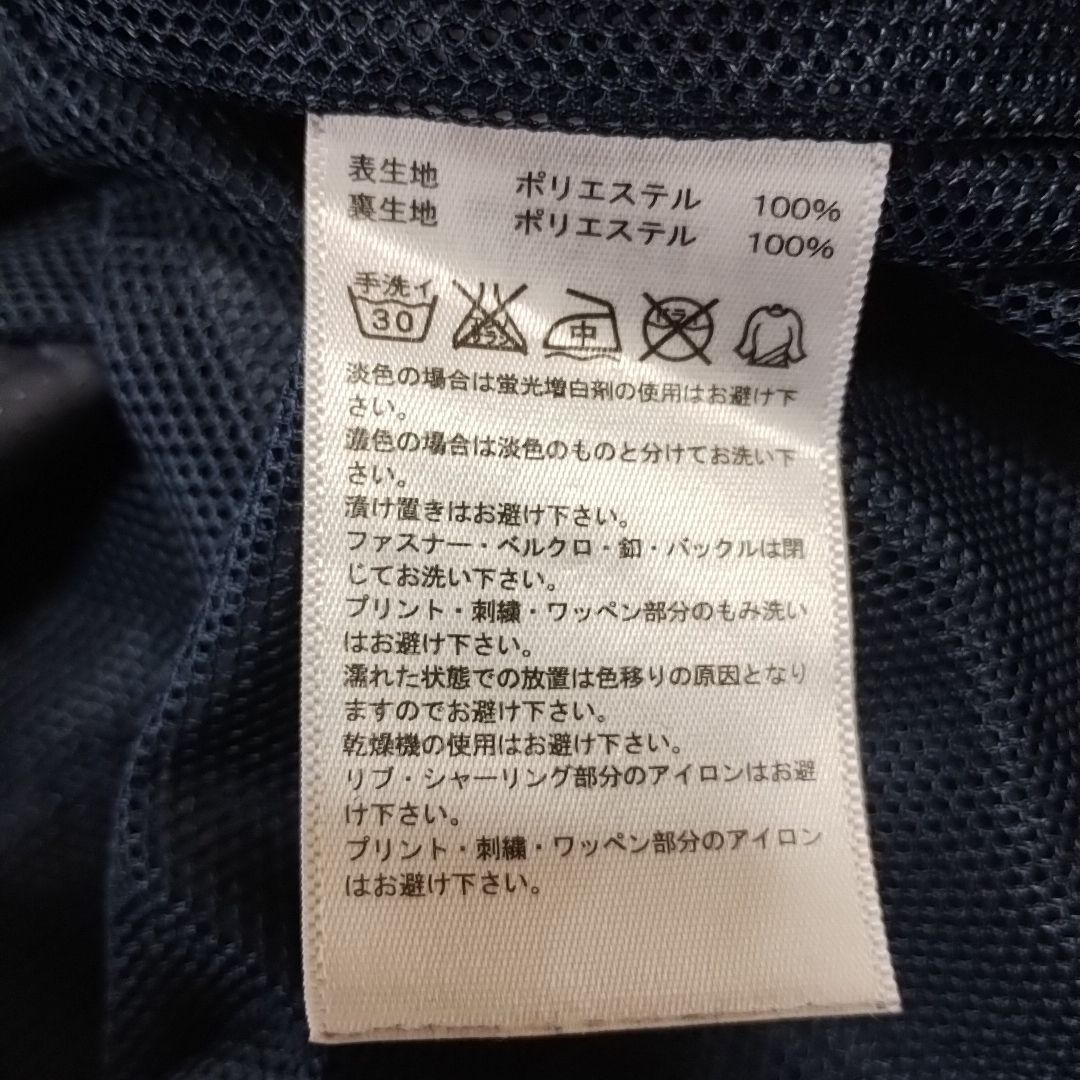 表生地 ポリエステル 100%
裏生地 ポリエステル 100%
手洗イ
30
中
淡色の場合は蛍光増白剤の使用はお避け下
さい。
濃色の場合は淡色のものと分けてお洗い下
さい。
漬け置きはお避け下さい。
ファスナー・ベルクロ・釦・バックルは閉
じてお洗い下さい。
プリント・刺繍・ワッペン部分のもみ洗い
はお避け下さい。
濡れた状態での放置は色移りの原因となり
ますのでお避け下さい。
乾燥機の使用はお避け下さい。
リブ・シャーリング部分のアイロンはお避
け下さい。
プリント・刺繍・ワッペン部分のアイロン
はお避け下さい。